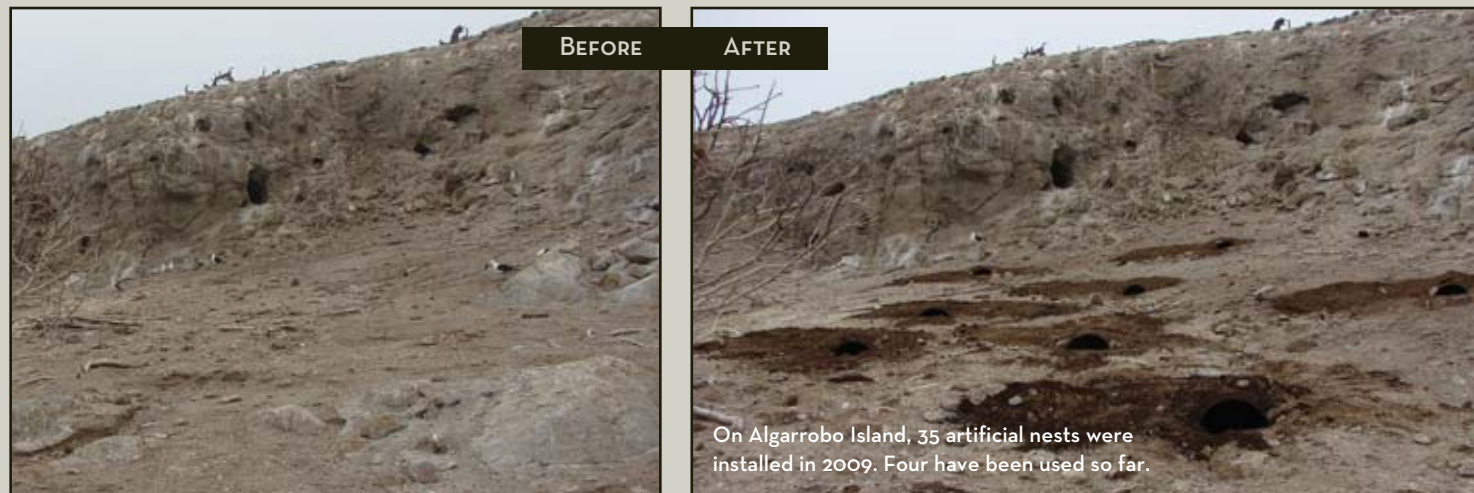 Before
After
On Algarrobo Island, 35 artificial nests were
installed in 2009. Four have been used so far.